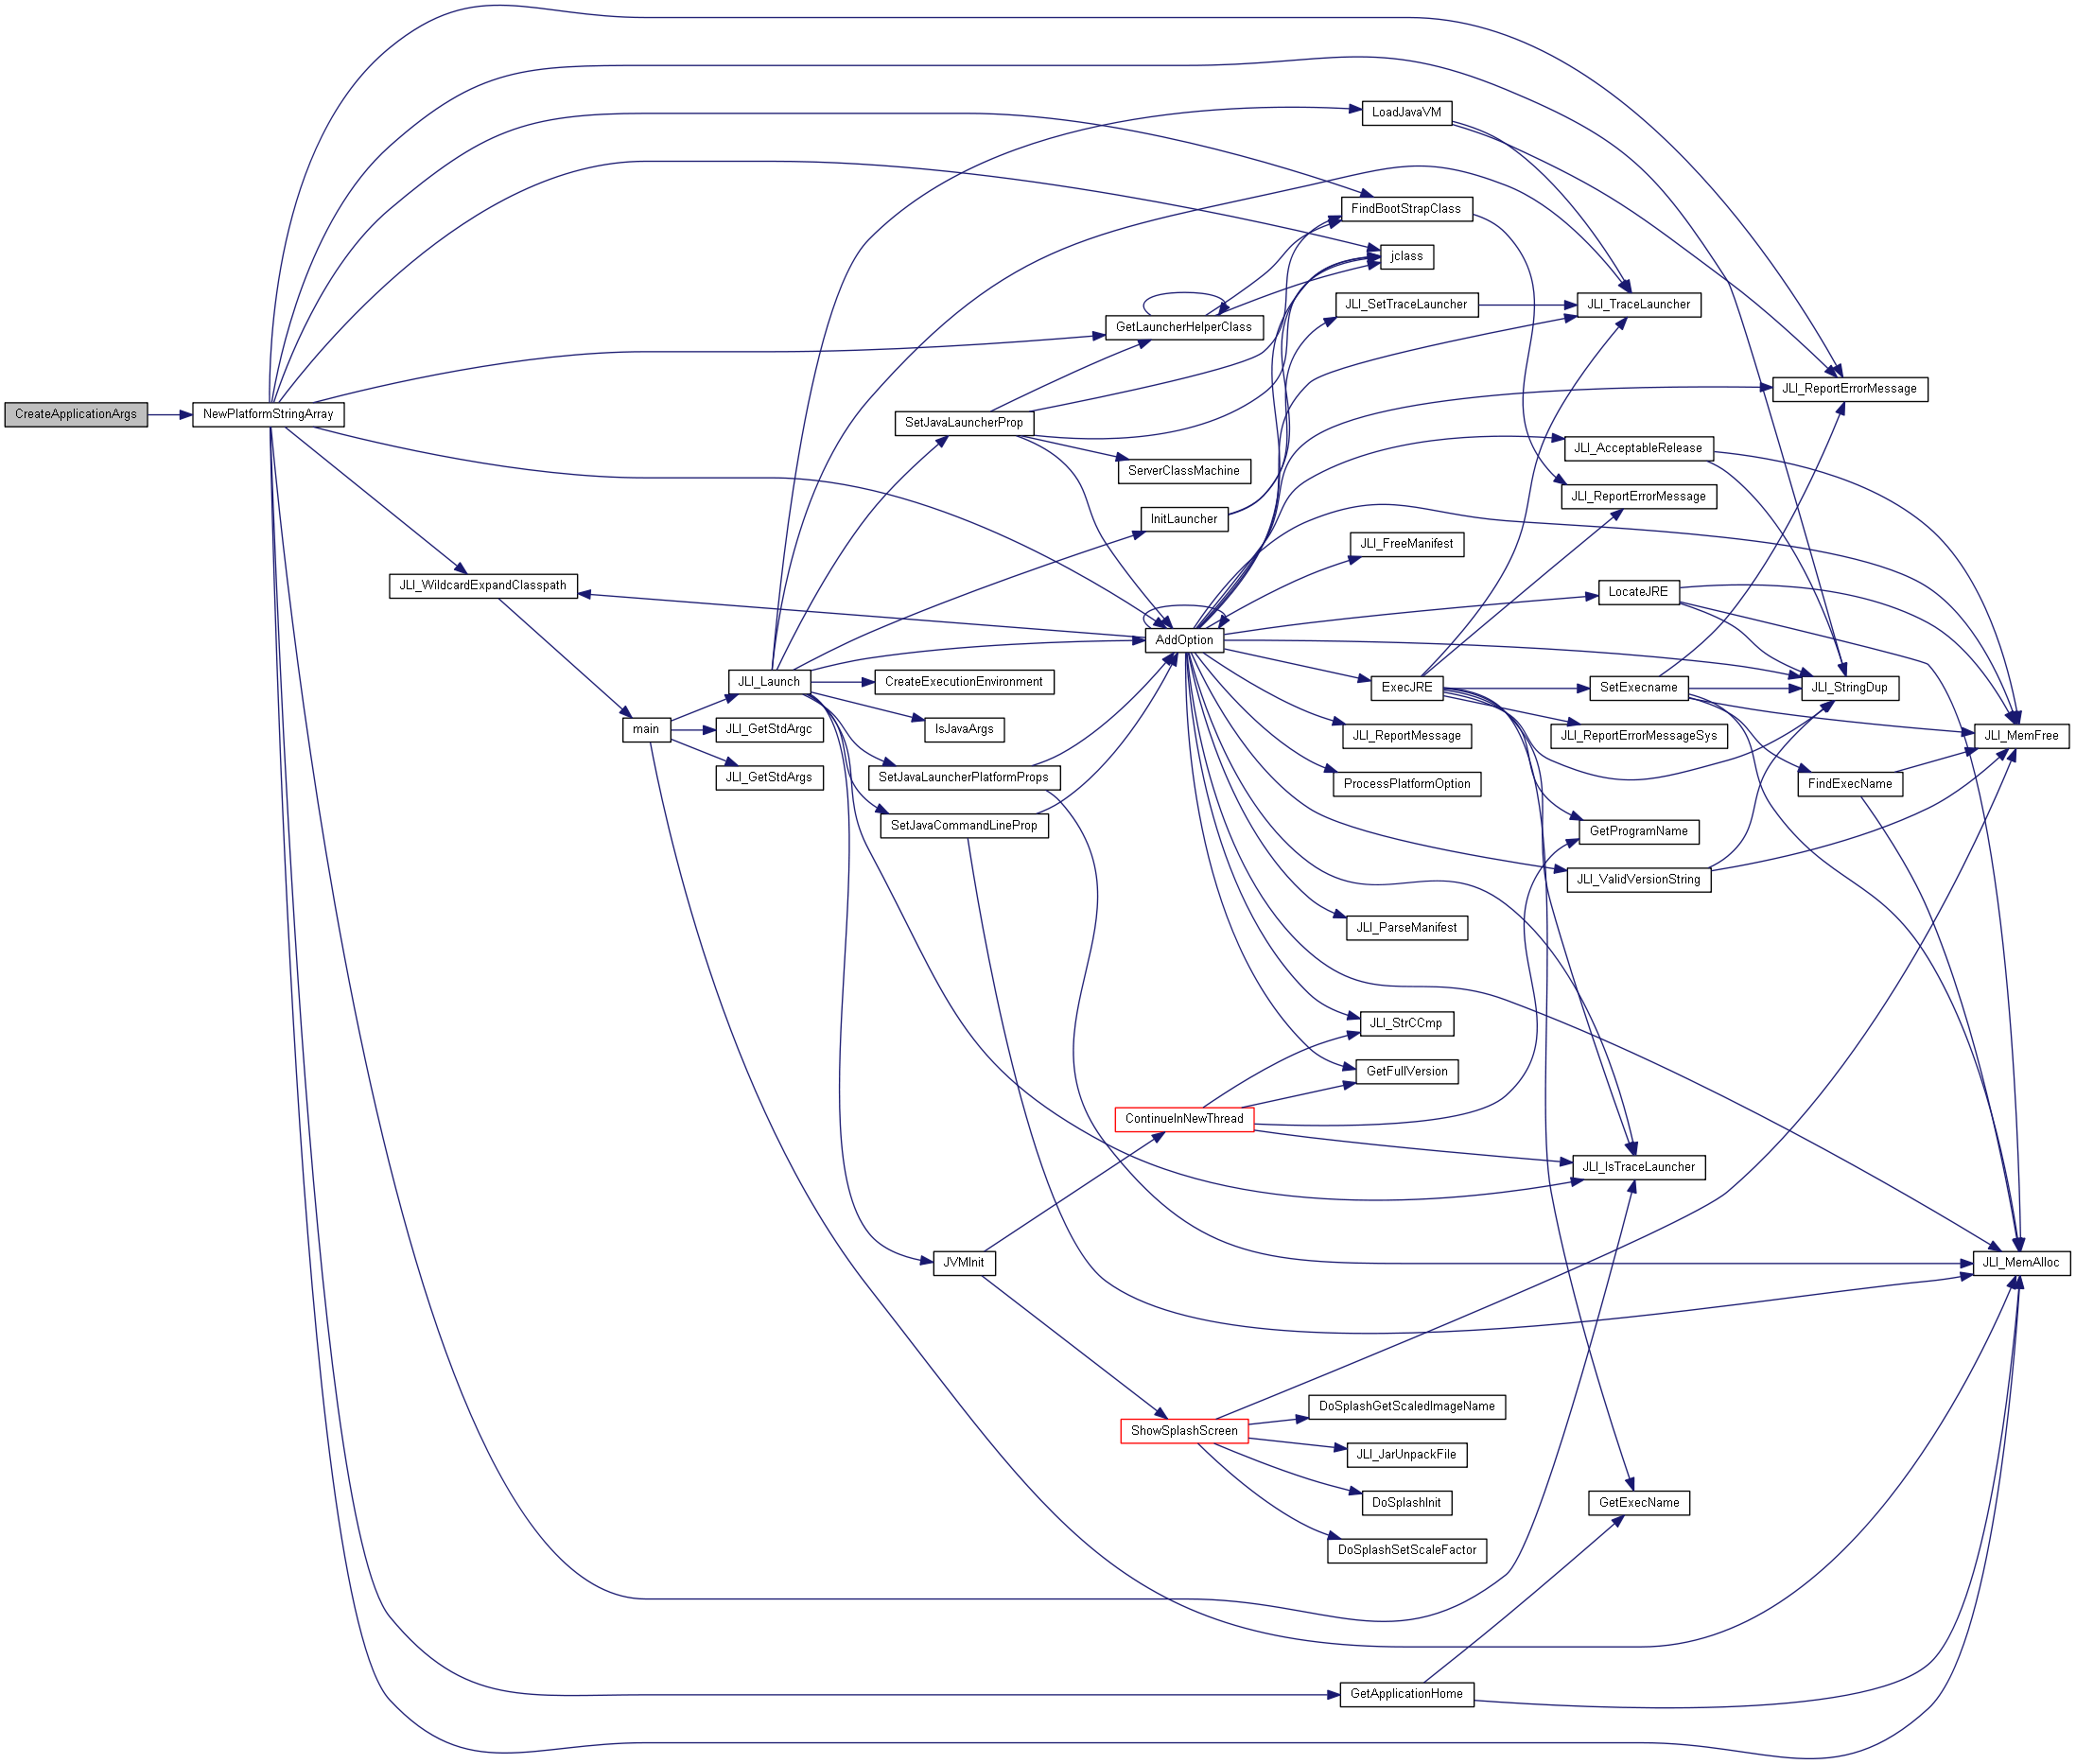 LoadJavaVM
FindBootStrapClass
jclass
JLI_SetTraceLauncher
JLI_TraceLauncher
GetLauncherHelperClass
JLI_ReportErrorMessage
CreateApplicationArgs
NewPlatformStringArray
SetJavaLauncherProp
JLI_AcceptableRelease
ServerClassMachine
JLI_ReportErrorMessage
InitLauncher
JLI_FreeManifest
JLI_WildcardExpandClasspath
LocateJRE
AddOption
JLI_Launch
CreateExecutionEnvironment
ExecJRE
SetExecname
JLI_StringDup
main
JLI_GetStdArgc
IsJavaArgs
JLI_ReportMessage
JLI_ReportErrorMessageSys
JLI_MemFree
JLI_GetStdArgs
SetJavaLauncherPlatformProps
ProcessPlatformOption
FindExecName
SetJavaCommandLineProp
GetProgramName
JLI_ValidVersionString
JLI_ParseManifest
JLI_StrCCmp
GetFullVersion
ContinueInNewThread
JLI_IsTraceLauncher
JVMInit
JLI_MemAlloc
DoSplashGetScaledImageName
ShowSplashScreen
JLI_JarUnpackFile
DoSplashInit
GetExecName
DoSplashSetScaleFactor
GetApplicationHome